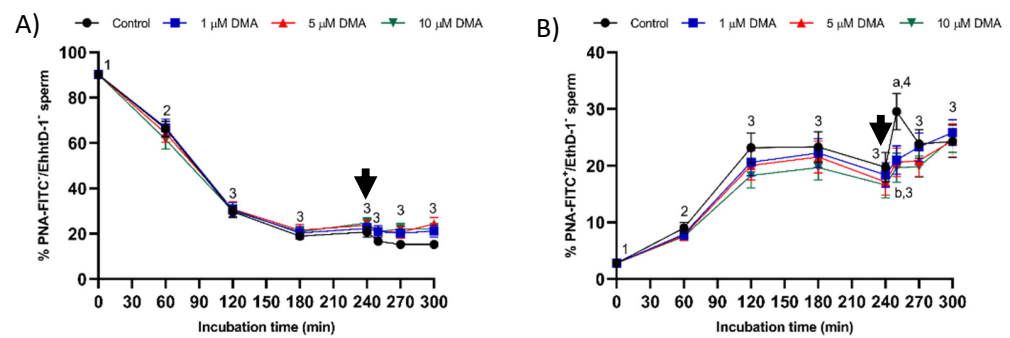 A)
Control 1 μM DMA 5 μM DMA 10 μM DMA
% PNA-FITC⁻/EhhtD-1⁻ sperm
100
80
60
40
20
0
1
2
3
3
3
3
3
3
0 30 60 90 120 150 180 210 240 270 300
Incubation time (min)
B)
Control 1 μM DMA 5 μM DMA 10 μM DMA
% PNA-FITC⁺/EthD-1⁻ sperm
40
30
20
10
0
1
2
3
3
3
a,4
b,3
3
3
0 30 60 90 120 150 180 210 240 270 300
Incubation time (min)